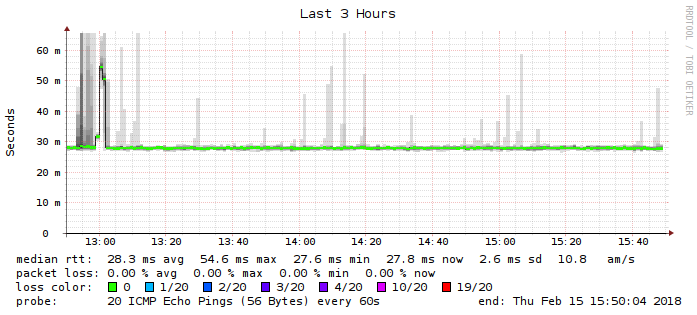 Last 3 Hours
RRDTOOL / TOBI OETIKER
Seconds
60 m
50 m
40 m
30 m
20 m
10 m
0
13:00 13:20 13:40 14:00 14:20 14:40 15:00 15:20 15:40
median rtt: 28.3 ms avg 54.6 ms max 27.6 ms min 27.8 ms now 2.6 ms sd 10.8 am/s
packet loss: 0.00 % avg 0.00 % max 0.00 % min 0.00 % now
loss color: 0 1/20 2/20 3/20 4/20 10/20 19/20
probe: 20 ICMP Echo Pings (56 Bytes) every 60s end: Thu Feb 15 15:50:04 2018